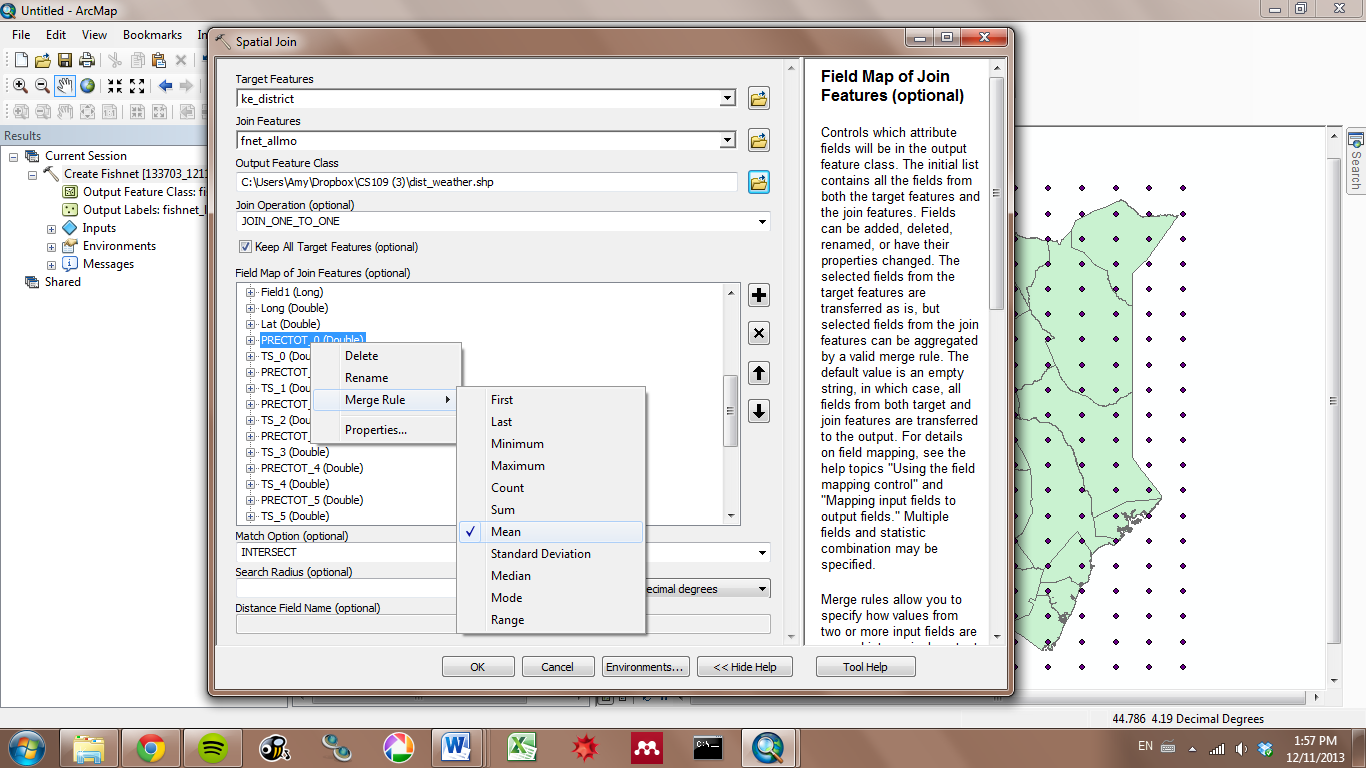 Untitled - ArcMap
File Edit View Bookmarks
Results
Current Session
Create Fishnet [133703_1211
Output Feature Class: fi
Output Labels: fishnet_l
Inputs
Environments
Messages
Shared
Spatial Join
Target Features
ke_district
Join Features
fnet_allmo
Output Feature Class
C:\Users\Amy\Dropbox\CS109 (3)\dist_weather.shp
Join Operation (optional)
JOIN_ONE_TO_ONE
Keep All Target Features (optional)
Field Map of Join Features (optional)
Field1 (Long)
Long (Double)
Lat (Double)
PRECTOT_0 (Double)
TS_0 (Dou
PRECTOT_
TS_1 (Dou
PRECTOT_
TS_2 (Dou
PRECTOT_
TS_3 (Double)
PRECTOT_4 (Double)
TS_4 (Double)
PRECTOT_5 (Double)
TS_5 (Double)
Delete
Rename
Merge Rule
Properties...
First
Last
Minimum
Maximum
Count
Sum
Mean
Standard Deviation
Median
Mode
Range
Match Option (optional)
INTERSECT
Search Radius (optional)
ecimal degrees
Distance Field Name (optional)
OK Cancel Environments... << Hide Help Tool Help
Field Map of Join
Features (optional)
Controls which attribute
fields will be in the output
feature class. The initial list
contains all the fields from
both the target features and
the join features. Fields
can be added, deleted,
renamed, or have their
properties changed. The
selected fields from the
target features are
transferred as is, but
selected fields from the join
features can be aggregated
by a valid merge rule. The
default value is an empty
string, in which case, all
fields from both target and
join features are transferred
to the output. For details
on field mapping, see the
help topics "Using the field
mapping control" and
"Mapping input fields to
output fields." Multiple
fields and statistic
combination may be
specified.
Merge rules allow you to
specify how values from
two or more input fields are
Search
44.786 4.19 Decimal Degrees
EN
1:57 PM
12/11/2013